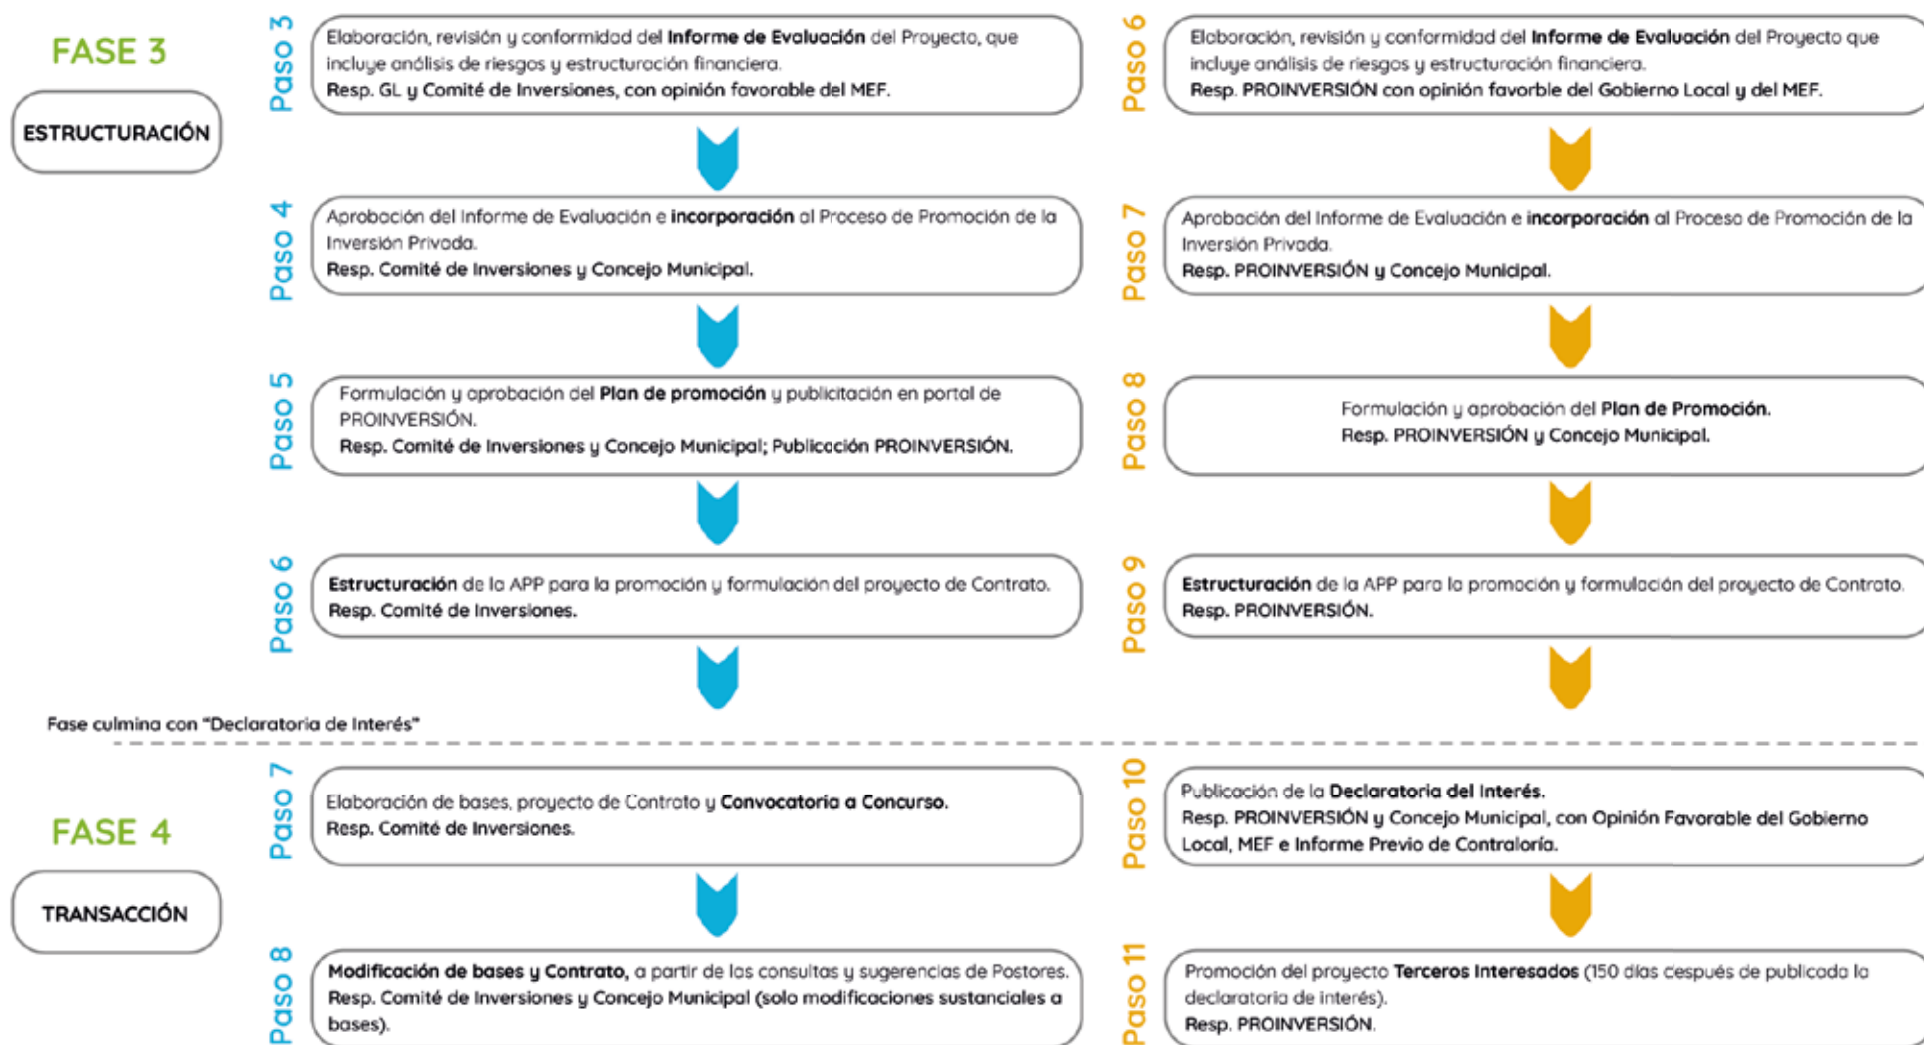 FASE 3
ESTRUCTURACIÓN
Paso 3
Elaboración, revisión y conformidad del Informe de Evaluación del Proyecto, que
incluye análisis de riesgos y estructuración financiera.
Resp. GL y Comité de Inversiones, con opinión favorable del MEF.
Paso 6
Elaboración, revisión y conformidad del Informe de Evaluación del Proyecto que
incluye análisis de riesgos y estructuración financiera.
Resp. PROINVERSIÓN con opinión favorble del Gobierno Local y del MEF.
Paso 4
Aprobación del Informe de Evaluación e incorporación al Proceso de Promoción de la
Inversión Privada.
Resp. Comité de Inversiones y Concejo Municipal.
Paso 7
Aprobación del Informe de Evaluación e incorporación al Proceso de Promoción de la
Inversión Privada.
Resp. PROINVERSIÓN y Concejo Municipal.
Paso 5
Formulación y aprobación del Plan de promoción y publicitación en portal de
PROINVERSIÓN.
Resp. Comité de Inversiones y Concejo Municipal; Publicación PROINVERSIÓN.
Paso 8
Formulación y aprobación del Plan de Promoción.
Resp. PROINVERSIÓN y Concejo Municipal.
Paso 6
Estructuración de la APP para la promoción y formulación del proyecto de Contrato.
Resp. Comité de Inversiones.
Paso 9
Estructuración de la APP para la promoción y formulación del proyecto de Contrato.
Resp. PROINVERSIÓN.
Fase culmina con “Declaratoria de Interés”
FASE 4
TRANSACCIÓN
Paso 7
Elaboración de bases, proyecto de Contrato y Convocatoria a Concurso.
Resp. Comité de Inversiones.
Paso 10
Publicación de la Declaratoria del Interés.
Resp. PROINVERSIÓN y Concejo Municipal, con Opinión Favorable del Gobierno
Local, MEF e Informe Previo de Contraloría.
Paso 8
Modificación de bases y Contrato, a partir de las consultas y sugerencias de Postores.
Resp. Comité de Inversiones y Concejo Municipal (solo modificaciones sustanciales a
bases).
Paso 11
Promoción del proyecto Terceros Interesados (150 días después de publicada la
declaratoria de interés).
Resp. PROINVERSIÓN.